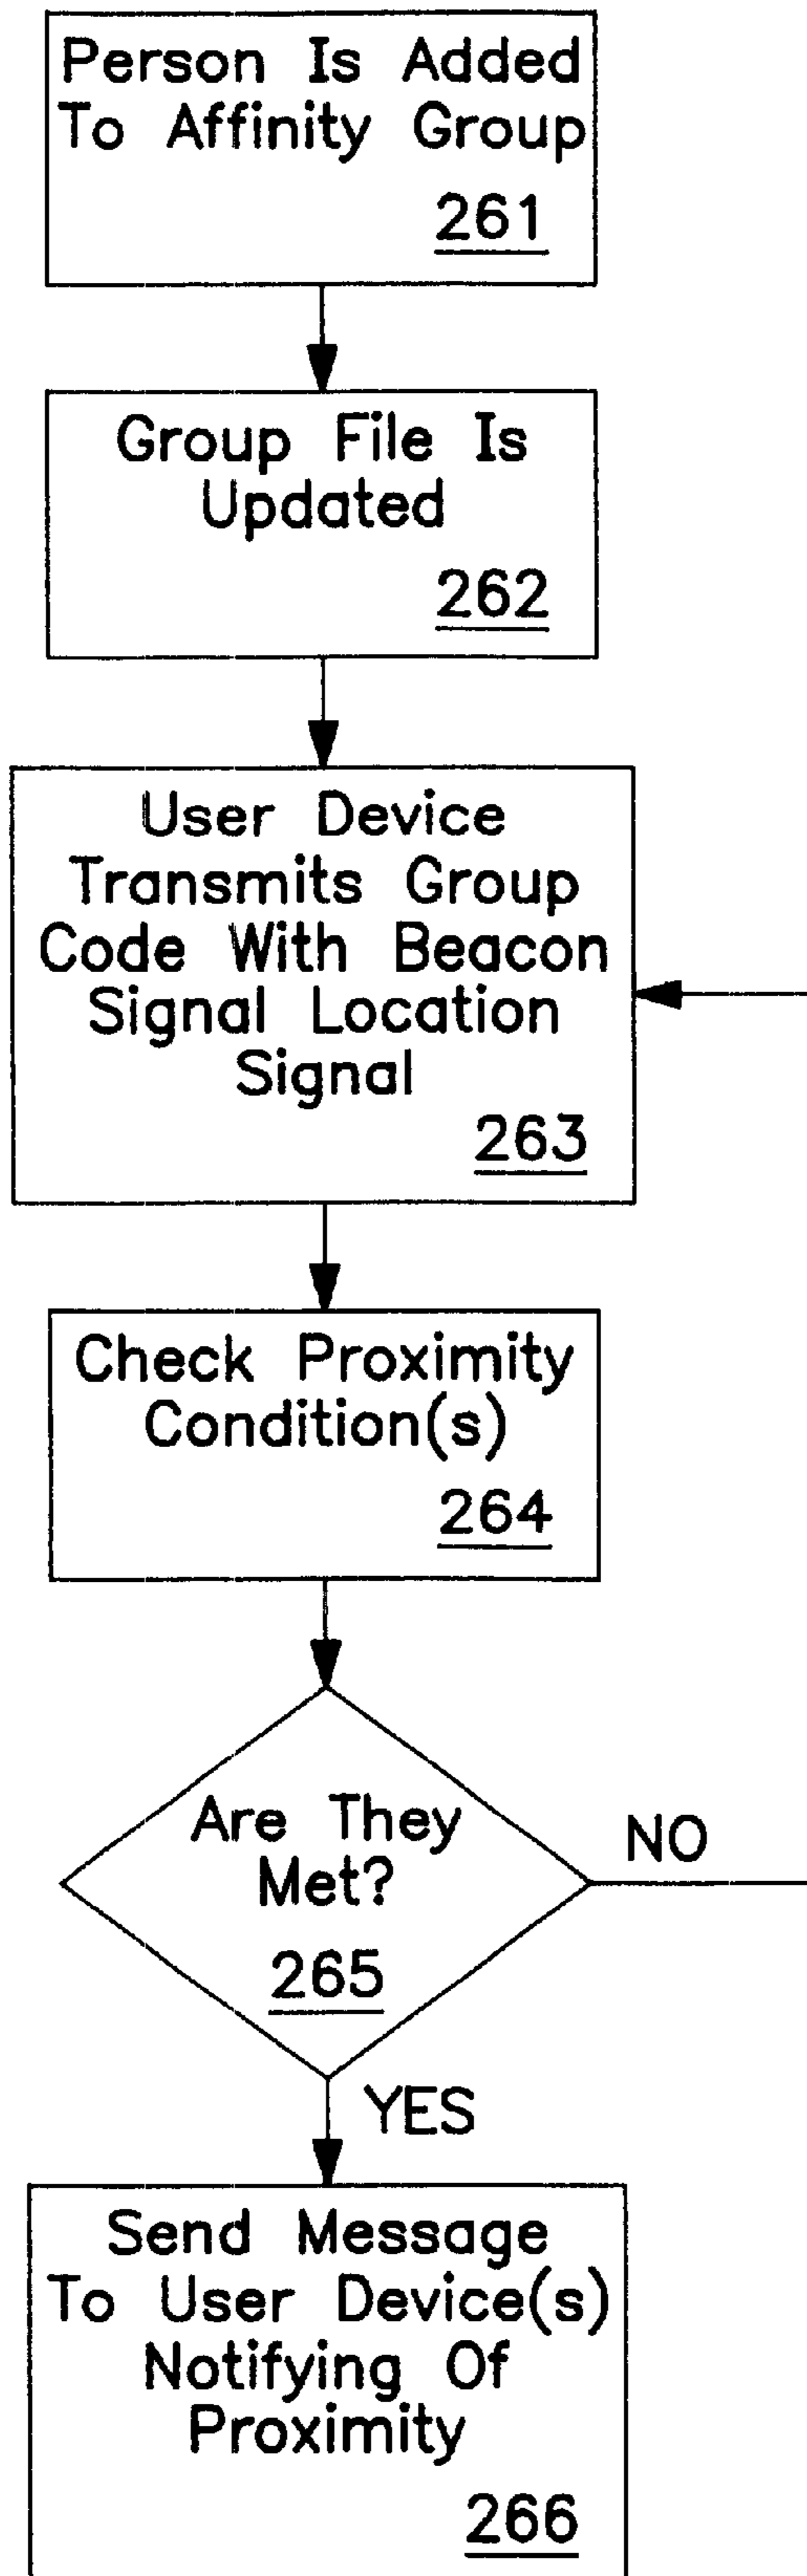 Person Is Added
To Affinity Group
261
Group File Is
Updated
262
User Device
Transmits Group
Code With Beacon
Signal Location
Signal
263
Check Proximity
Condition(s)
264
Are They
Met?
265
NO
YES
Send Message
To User Device(s)
Notifying Of
Proximity
266